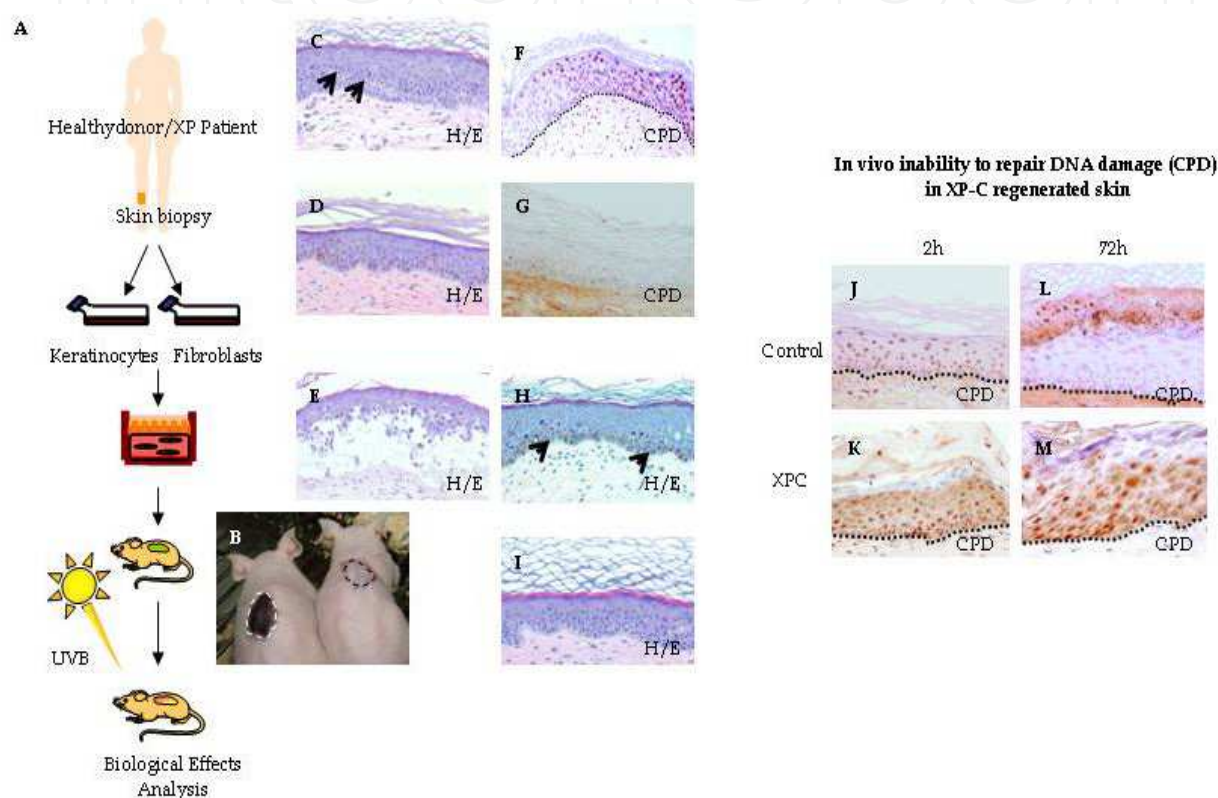 A
Healthydonor/XP Patient
Skin biopsy
Keratinocytes Fibroblasts
UVB
Biological Effects
Analysis
B
C
H/E
D
H/E
E
H/E
F
CPD
G
CPD
H
H/E
I
H/E
In vivo inability to repair DNA damage (CPD)
in XP-C regenerated skin
2h 72h
Control
J
CPD
L
CPD
XPC
K
CPD
M
CPD